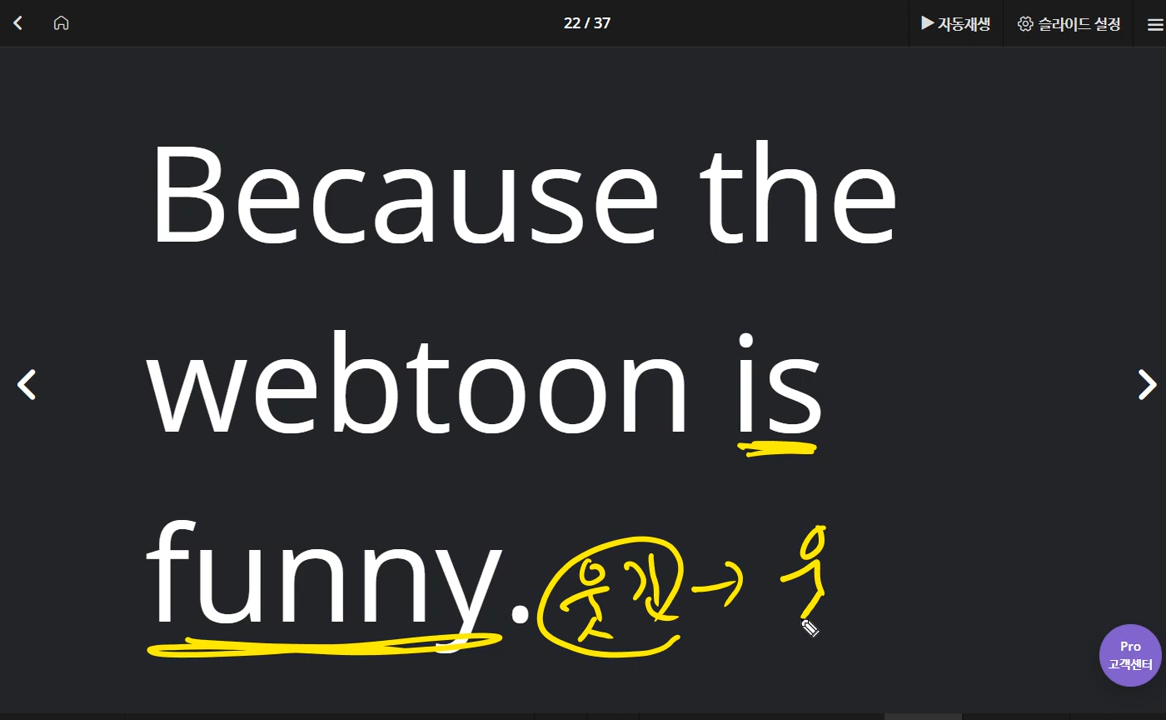 22 / 37
▶ 자동재생
슬라이드 설정
Because the
webtoon is
funny.
웃긴 →
Pro
고객센터